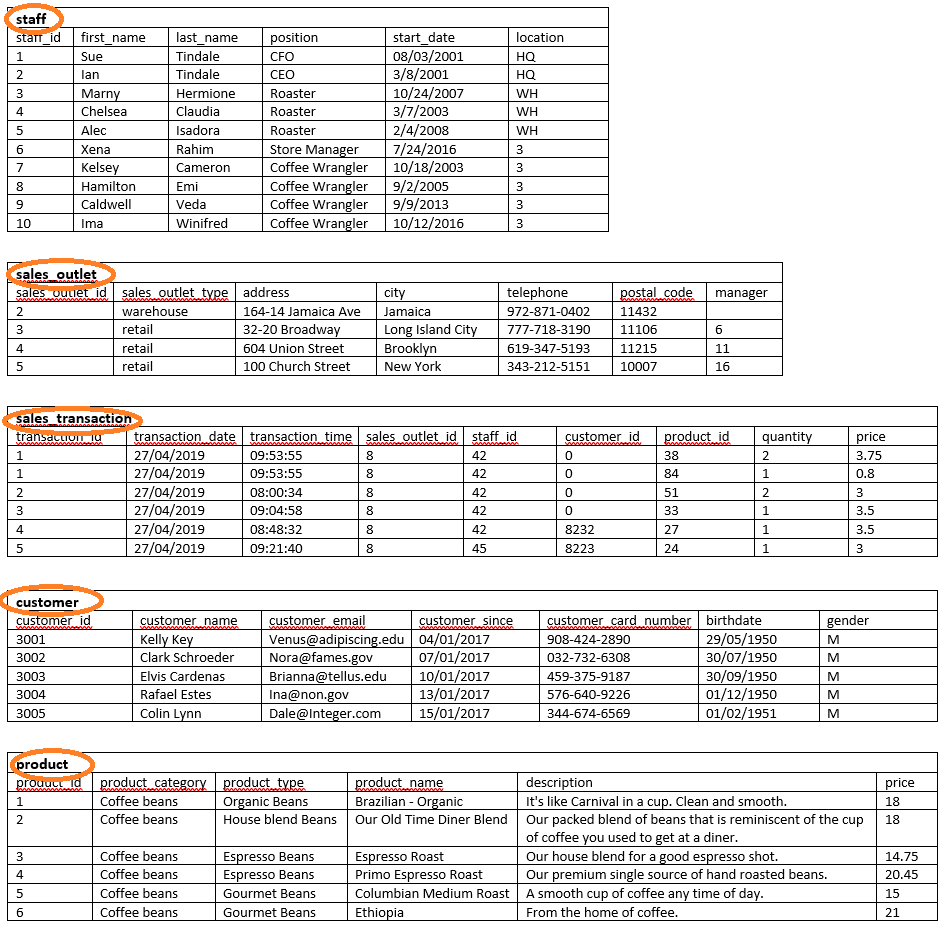 staff
staff_id first_name last_name position start_date location
1 Sue Tindale CFO 08/03/2001 HQ
2 Ian Tindale CEO 3/8/2001 HQ
3 Marny Hermione Roaster 10/24/2007 WH
4 Chelsea Claudia Roaster 3/7/2003 WH
5 Alec Isadora Roaster 2/4/2008 WH
6 Xena Rahim Store Manager 7/24/2016 3
7 Kelsey Cameron Coffee Wrangler 10/18/2003 3
8 Hamilton Emi Coffee Wrangler 9/2/2005 3
9 Caldwell Veda Coffee Wrangler 9/9/2013 3
10 Ima Winifred Coffee Wrangler 10/12/2016 3
sales_outlet
sales_outlet_id sales_outlet_type address city telephone postal_code manager
2 warehouse 164-14 Jamaica Ave Jamaica 972-871-0402 11432
3 retail 32-20 Broadway Long Island City 777-718-3190 11106 6
4 retail 604 Union Street Brooklyn 619-347-5193 11215 11
5 retail 100 Church Street New York 343-212-5151 10007 16
sales_transaction
transaction_id transaction_date transaction_time sales_outlet_id staff_id customer_id product_id quantity price
1 27/04/2019 09:53:55 8 42 0 38 2 3.75
1 27/04/2019 09:53:55 8 42 0 84 1 0.8
2 27/04/2019 08:00:34 8 42 0 51 2 3
3 27/04/2019 09:04:58 8 42 0 33 1 3.5
4 27/04/2019 08:48:32 8 42 8232 27 1 3.5
5 27/04/2019 09:21:40 8 45 8223 24 1 3
customer
customer_id customer_name customer_email customer_since customer_card_number birthdate gender
3001 Kelly Key Venus@adipiscing.edu 04/01/2017 908-424-2890 29/05/1950 M
3002 Clark Schroeder Nora@fames.gov 07/01/2017 032-732-6308 30/07/1950 M
3003 Elvis Cardenas Brianna@tellus.edu 10/01/2017 459-375-9187 30/09/1950 M
3004 Rafael Estes Ina@non.gov 13/01/2017 576-640-9226 01/12/1950 M
3005 Colin Lynn Dale@Integer.com 15/01/2017 344-674-6569 01/02/1951 M
product
product_id product_category product_type product_name description price
1 Coffee beans Organic Beans Brazilian - Organic It's like Carnival in a cup. Clean and smooth. 18
2 Coffee beans House blend Beans Our Old Time Diner Blend Our packed blend of beans that is reminiscent of the cup 18
of coffee you used to get at a diner.
3 Coffee beans Espresso Beans Espresso Roast Our house blend for a good espresso shot. 14.75
4 Coffee beans Espresso Beans Primo Espresso Roast Our premium single source of hand roasted beans. 20.45
5 Coffee beans Gourmet Beans Columbian Medium Roast A smooth cup of coffee any time of day. 15
6 Coffee beans Gourmet Beans Ethiopia From the home of coffee. 21